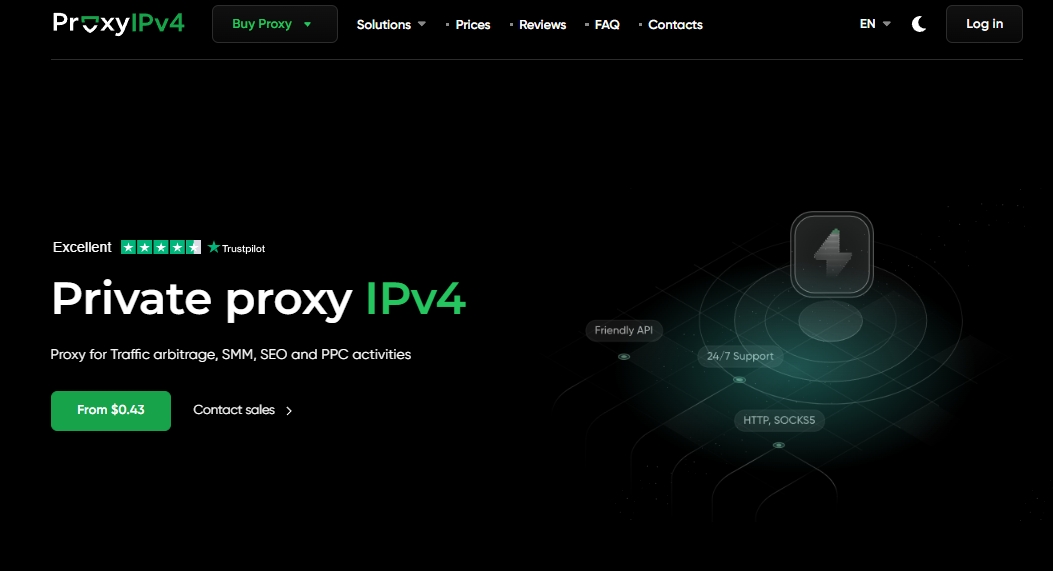 ProxyIPv4
Buy Proxy
Solutions
Prices
Reviews
FAQ
Contacts
EN
Log in
Excellent
Trustpilot
Private proxy IPv4
Proxy for Traffic arbitrage, SMM, SEO and PPC activities
From $0.43
Contact sales
Friendly API
24/7 Support
HTTP, SOCKS5